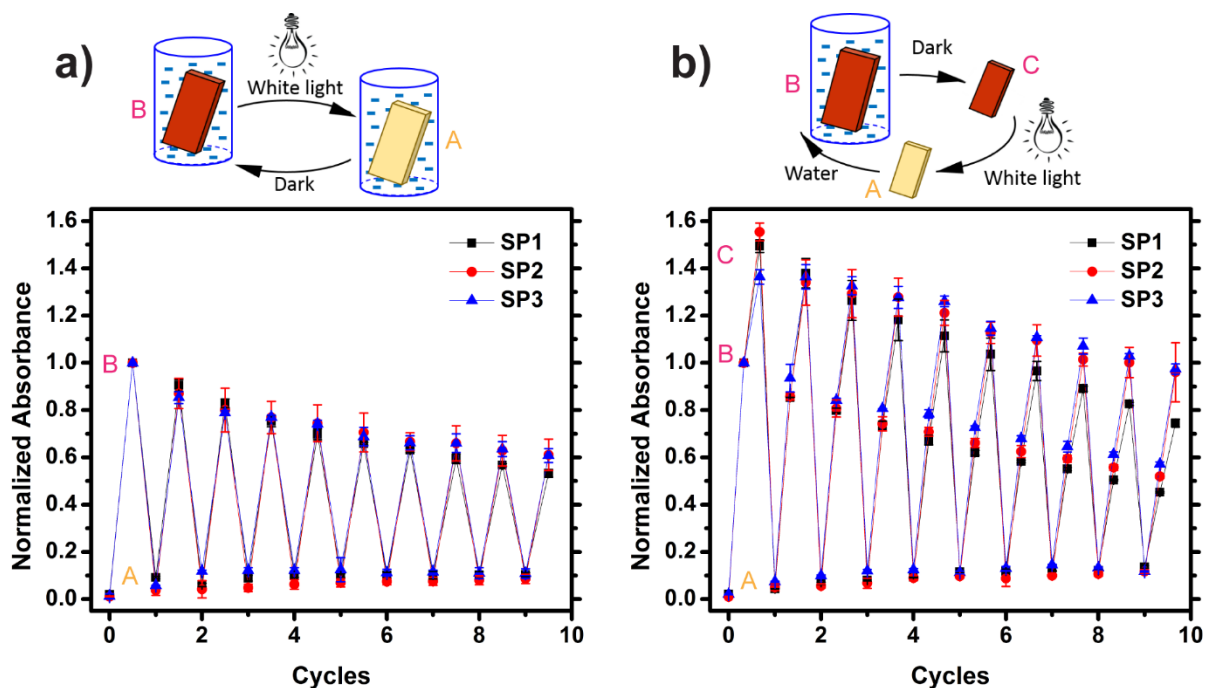 a)
White light
B
A
Dark
1.6
1.4
1.2
1.0
0.8
0.6
0.4
0.2
0.0
B
A
SP1
SP2
SP3
Normalized Absorbance
0 2 4 6 8 10
Cycles
b)
Dark
C
B
Water
A
White light
1.6
1.4
1.2
1.0
0.8
0.6
0.4
0.2
0.0
C
B
A
SP1
SP2
SP3
Normalized Absorbance
0 2 4 6 8 10
Cycles